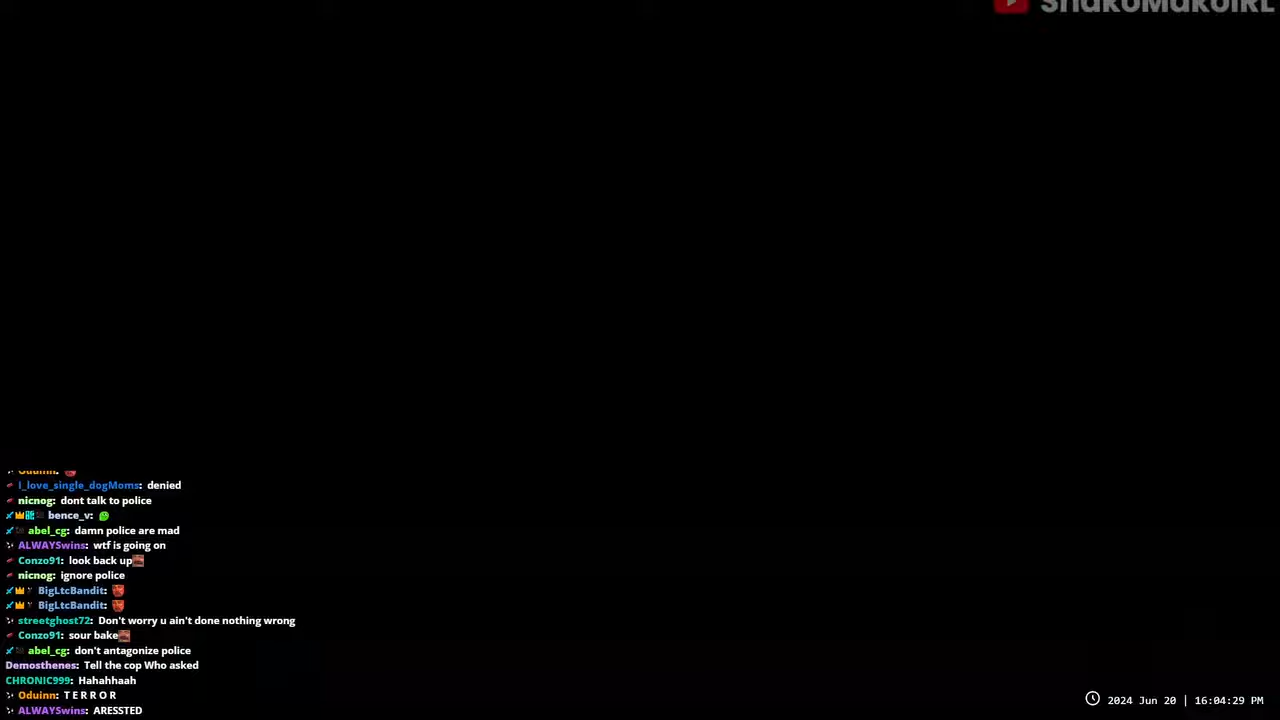 ShakoMakoIRL
Oduinn:
I_love_single_dogMoms: denied
nicnog: dont talk to police
bence_v:
abel_cg: damn police are mad
ALWAYSwins: wtf is going on
Conzo91: look back up
nicnog: ignore police
BigLtcBandit:
BigLtcBandit:
streetghost72: Don't worry u ain't done nothing wrong
Conzo91: sour bake
abel_cg: don't antagonize police
Demosthenes: Tell the cop Who asked
CHRONIC999: Hahahhaah
Oduinn: T E R R O R
ALWAYSwins: ARESSTED
2024 Jun 20 | 16:04:29 PM